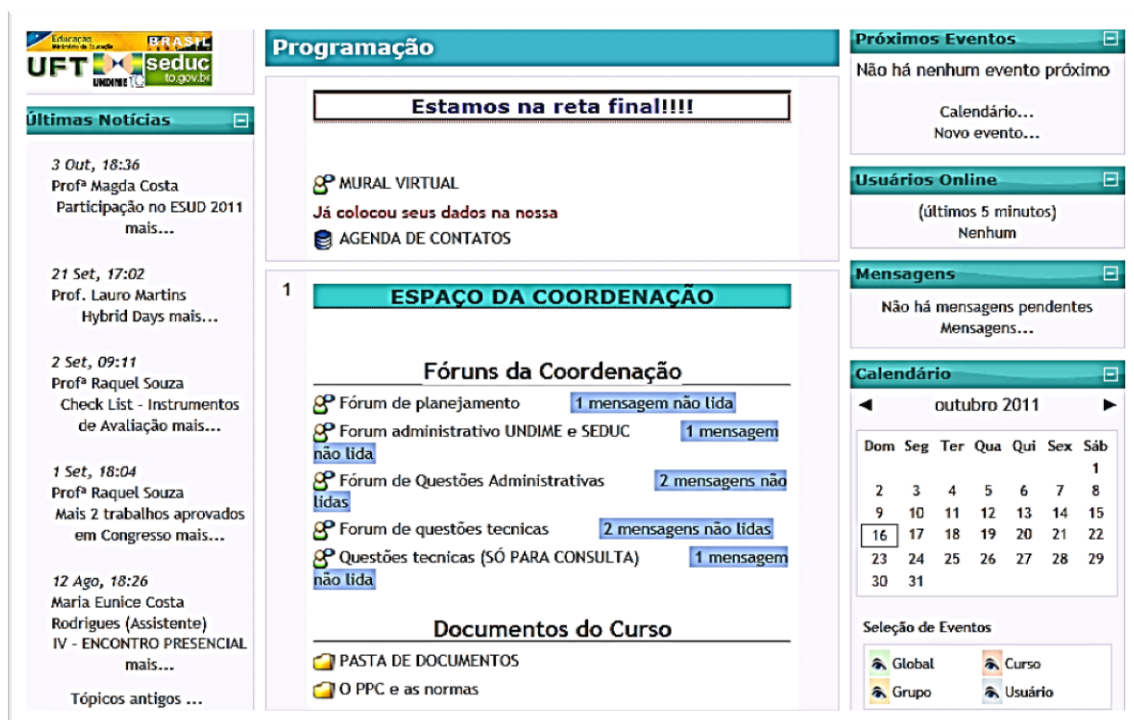 Educação
Ministério da Educação
BRASIL
UFT
UNDIME
seduc
to.gov.br
Últimas Notícias
3 Out, 18:36
Profª Magda Costa
Participação no ESUD 2011
mais...
21 Set, 17:02
Prof. Lauro Martins
Hybrid Days mais...
2 Set, 09:11
Profª Raquel Souza
Check List - Instrumentos
de Avaliação mais...
1 Set, 18:04
Profª Raquel Souza
Mais 2 trabalhos aprovados
em Congresso mais...
12 Ago, 18:26
Maria Eunice Costa
Rodrigues (Assistente)
IV - ENCONTRO PRESENCIAL
mais...
Tópicos antigos ...
Programação
Estamos na reta final!!!!
MURAL VIRTUAL
Já colocou seus dados na nossa
AGENDA DE CONTATOS
1
ESPAÇO DA COORDENAÇÃO
Fóruns da Coordenação
Fórum de planejamento 1 mensagem não lida
Forum administrativo UNDIME e SEDUC 1 mensagem
não lida
Fórum de Questões Administrativas 2 mensagens não
lidas
Forum de questões tecnicas 2 mensagens não lidas
Questões tecnicas (SÓ PARA CONSULTA) 1 mensagem
não lida
Documentos do Curso
PASTA DE DOCUMENTOS
O PPC e as normas
Próximos Eventos
Não há nenhum evento próximo
Calendário...
Novo evento...
Usuários Online
(últimos 5 minutos)
Nenhum
Mensagens
Não há mensagens pendentes
Mensagens...
Calendário
◄ outubro 2011 ►
Dom Seg Ter Qua Qui Sex Sáb
1
2 3 4 5 6 7 8
9 10 11 12 13 14 15
16 17 18 19 20 21 22
23 24 25 26 27 28 29
30 31
Seleção de Eventos
Global Curso
Grupo Usuário